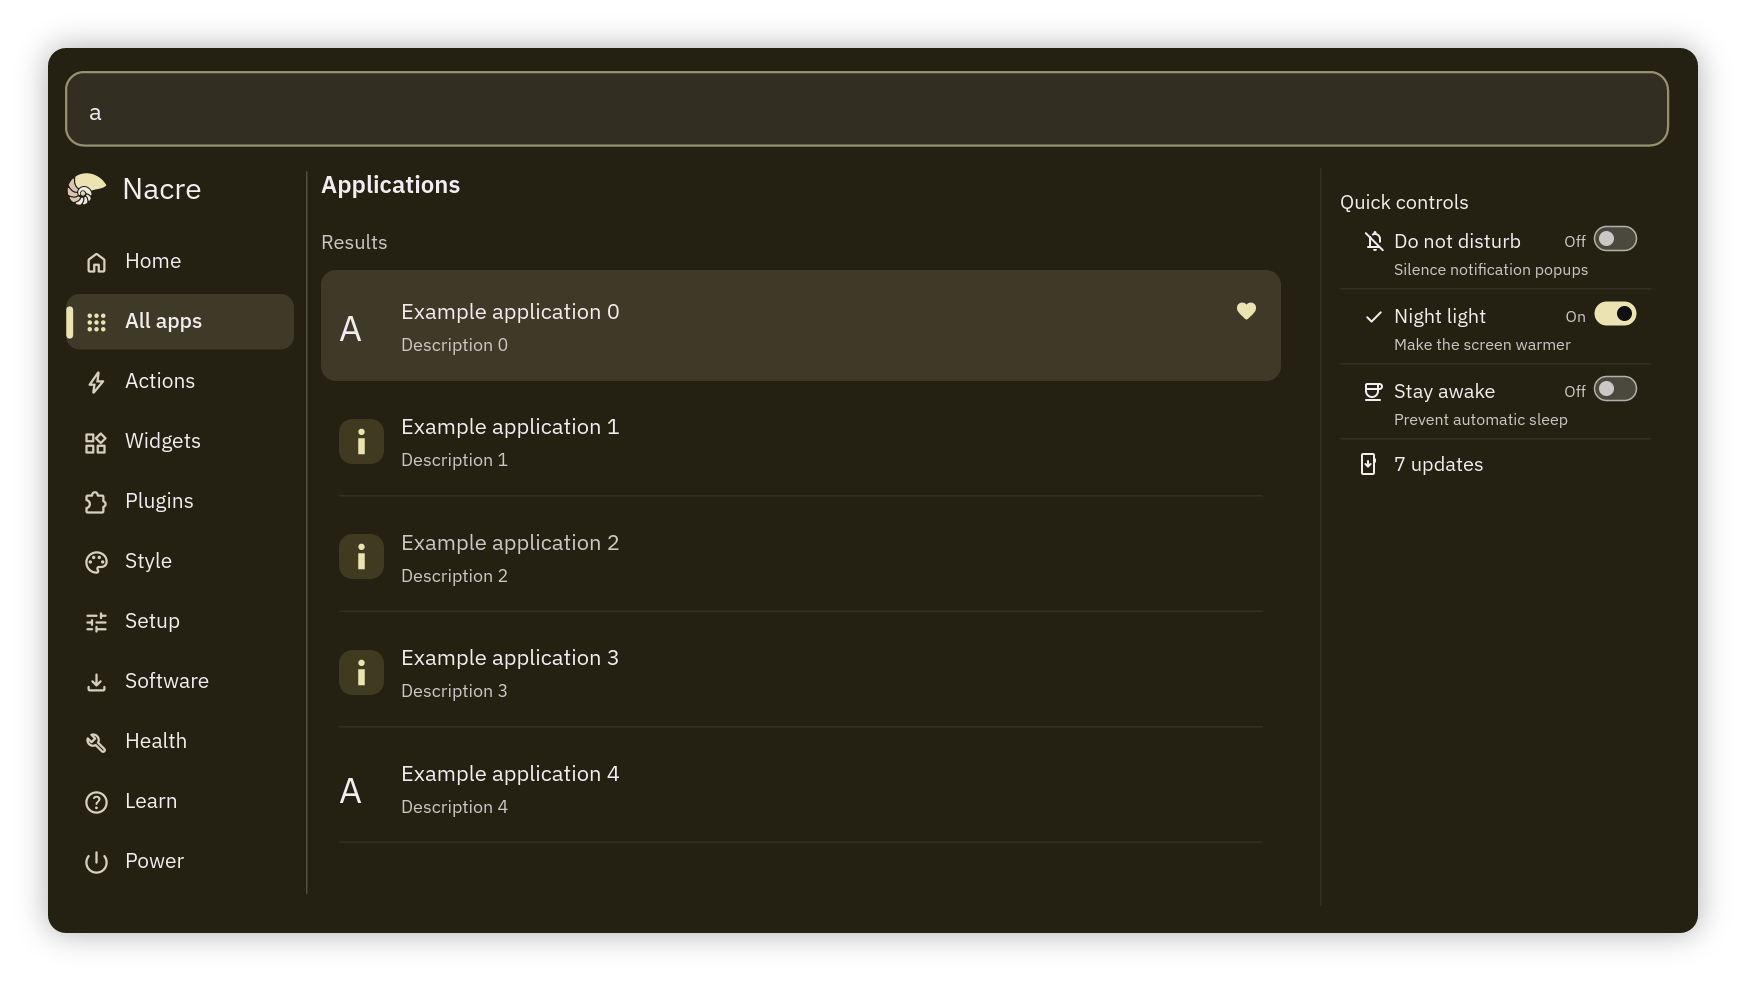 a
Nacre
Home
All apps
Actions
Widgets
Plugins
Style
Setup
Software
Health
Learn
Power
Applications
Results
A
Example application 0
Description 0
Example application 1
Description 1
Example application 2
Description 2
Example application 3
Description 3
A
Example application 4
Description 4
Quick controls
Do not disturb Off
Silence notification popups
Night light On
Make the screen warmer
Stay awake Off
Prevent automatic sleep
7 updates